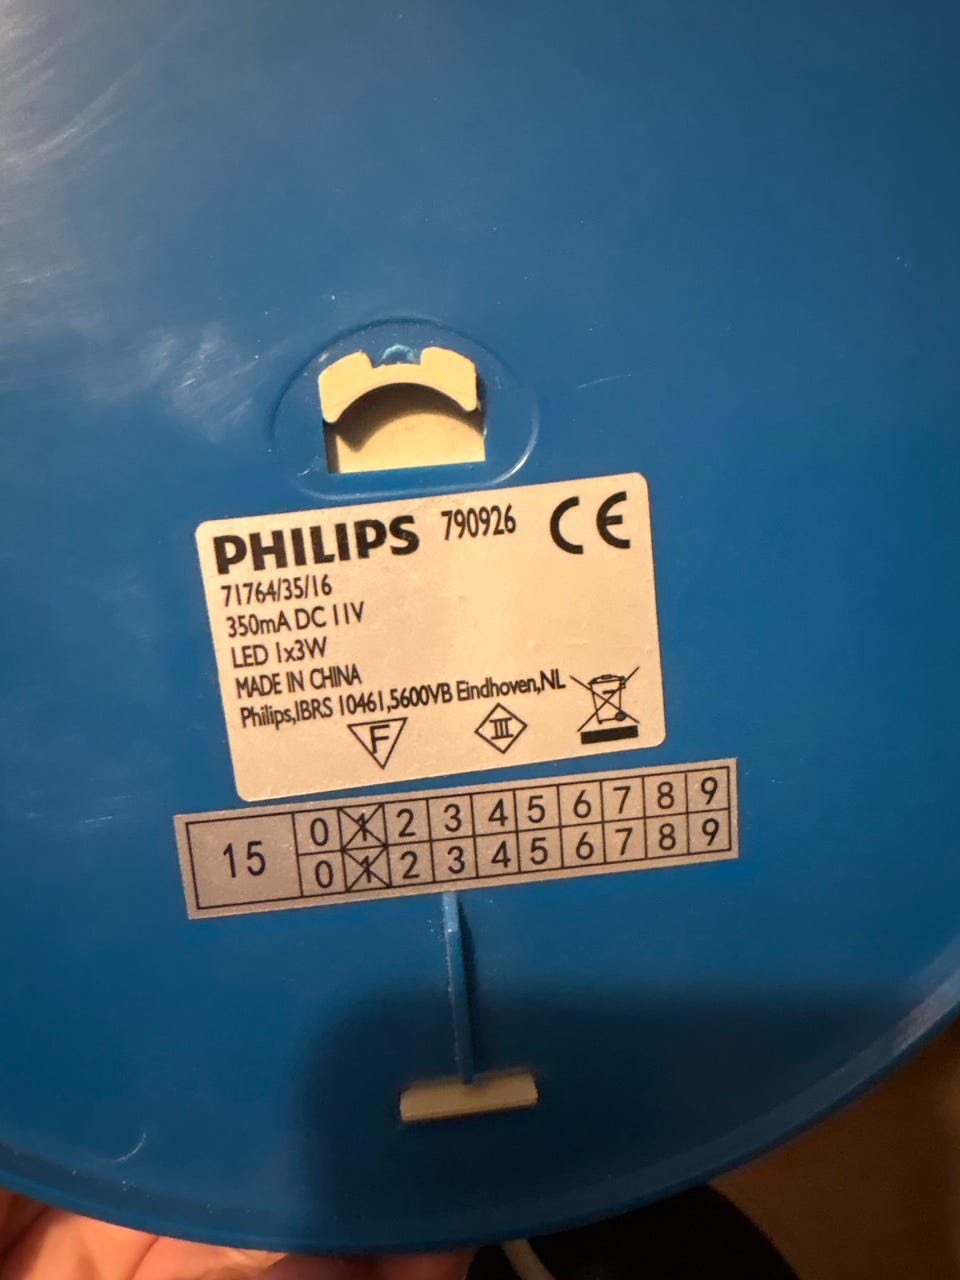 PHILIPS 790926 CE
71764/35/16
350mA DC 11V
LED 1x3W
MADE IN CHINA
Philips,IBRS 10461,5600VB Eindhoven,NL
F III
15
0 1 2 3 4 5 6 7 8 9
0 1 2 3 4 5 6 7 8 9